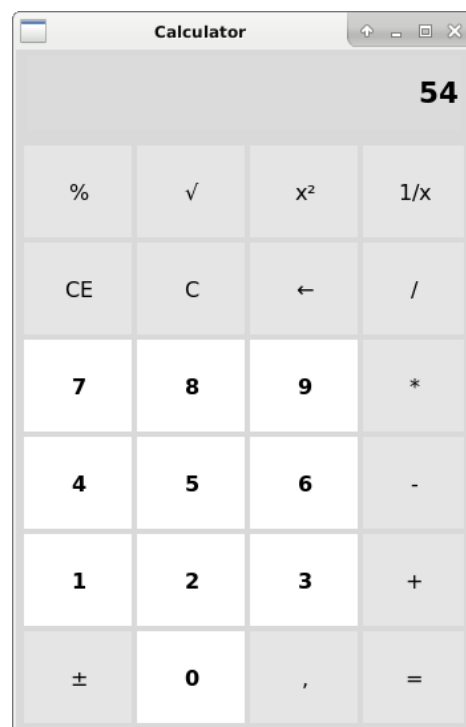 Calculator
54
% √ x² 1/x
CE C ← /
7 8 9 *
4 5 6 -
1 2 3 +
± 0 , =